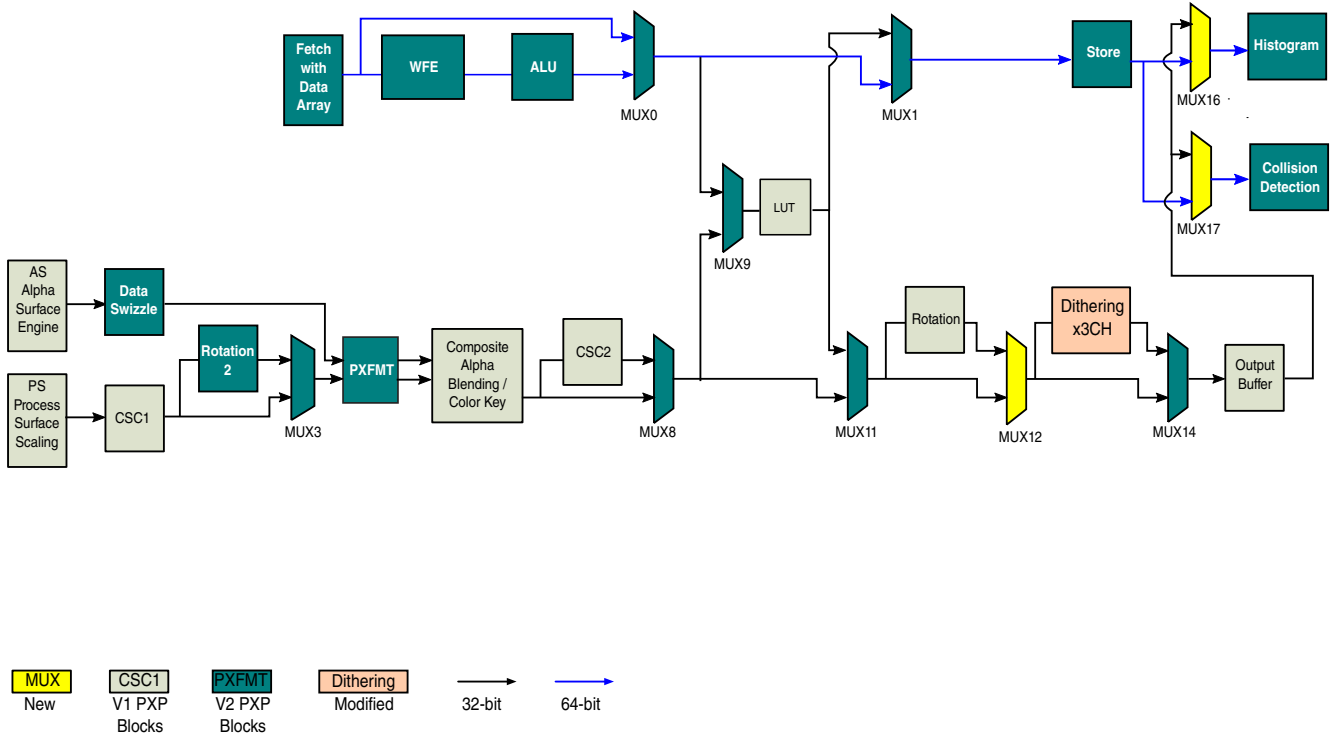 Fetch
with
Data
Array
WFE
ALU
MUX0
MUX1
Store
MUX16
Histogram
MUX17
Collision
Detection
MUX9
LUT
AS
Alpha
Surface
Engine
Data
Swizzle
PS
Process
Surface
Scaling
CSC1
Rotation
2
MUX3
PXFMT
Composite
Alpha
Blending /
Color Key
CSC2
MUX8
MUX11
Rotation
MUX12
Dithering
x3CH
MUX14
Output
Buffer
MUX
New
CSC1
V1 PXP
Blocks
PXFMT
V2 PXP
Blocks
Dithering
Modified
32-bit
64-bit